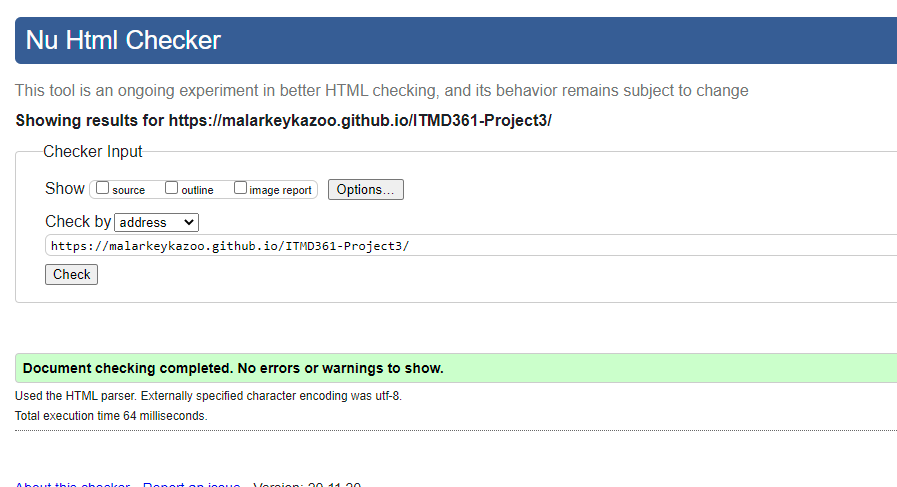 Nu Html Checker
This tool is an ongoing experiment in better HTML checking, and its behavior remains subject to change
Showing results for https://malarkeykazoo.github.io/ITMD361-Project3/
Checker Input
Show source outline image report Options...
Check by address
https://malarkeykazoo.github.io/ITMD361-Project3/
Check
Document checking completed. No errors or warnings to show.
Used the HTML parser. Externally specified character encoding was utf-8.
Total execution time 64 milliseconds.
About this checker Report an issue Version: 20.11.20